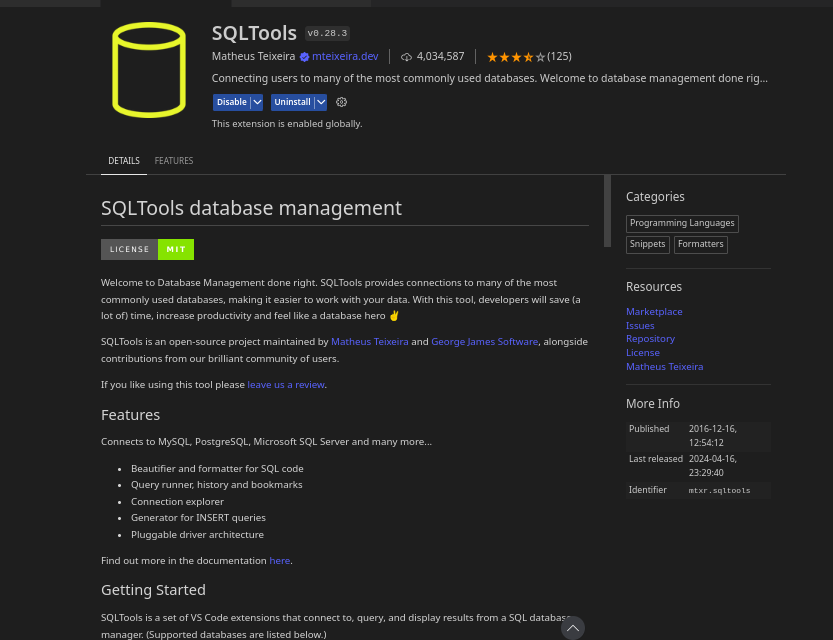 SQLTools v0.28.3
Matheus Teixeira mteixeira.dev 4,034,587 (125)
Connecting users to many of the most commonly used databases. Welcome to database management done rig...
Disable Uninstall
This extension is enabled globally.
DETAILS FEATURES
SQLTools database management
LICENSE MIT
Welcome to Database Management done right. SQLTools provides connections to many of the most
commonly used databases, making it easier to work with your data. With this tool, developers will save (a
lot of) time, increase productivity and feel like a database hero ✌️
SQLTools is an open-source project maintained by Matheus Teixeira and George James Software, alongside
contributions from our brilliant community of users.
If you like using this tool please leave us a review.
Features
Connects to MySQL, PostgreSQL, Microsoft SQL Server and many more...
• Beautifier and formatter for SQL code
• Query runner, history and bookmarks
• Connection explorer
• Generator for INSERT queries
• Pluggable driver architecture
Find out more in the documentation here.
Getting Started
SQLTools is a set of VS Code extensions that connect to, query, and display results from a SQL database
manager. (Supported databases are listed below.)
Categories
Programming Languages
Snippets Formatters
Resources
Marketplace
Issues
Repository
License
Matheus Teixeira
More Info
Published 2016-12-16,
12:54:12
Last released 2024-04-16,
23:29:40
Identifier mtxr.sqltools